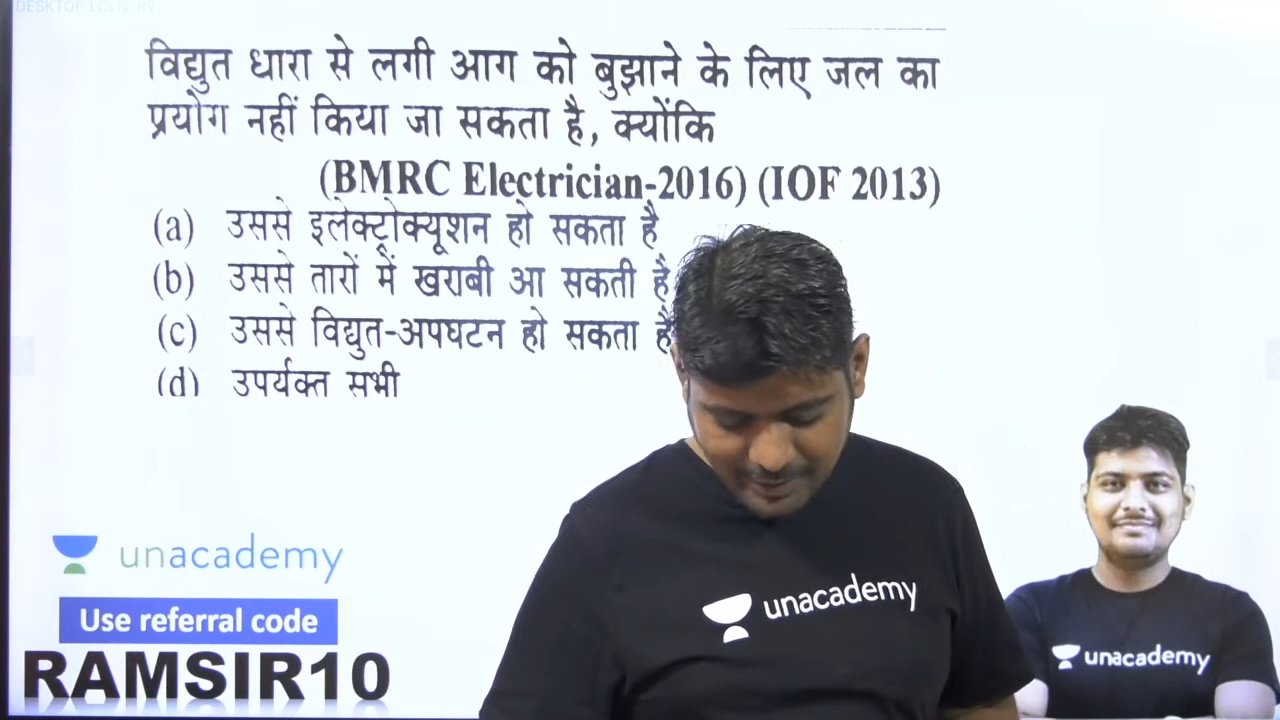 विद्युत धारा से लगी आग को बुझाने के लिए जल का
प्रयोग नहीं किया जा सकता है, क्योंकि
(BMRC Electrician-2016) (IOF 2013)
(a) उससे इलेक्ट्रोक्यूशन हो सकता है
(b) उससे तारों में खराबी आ सकती है
(c) उससे विद्युत-अपघटन हो सकता है
(d) उपर्यक्त सभी
unacademy
Use referral code
RAMSIR10
unacademy
unacademy